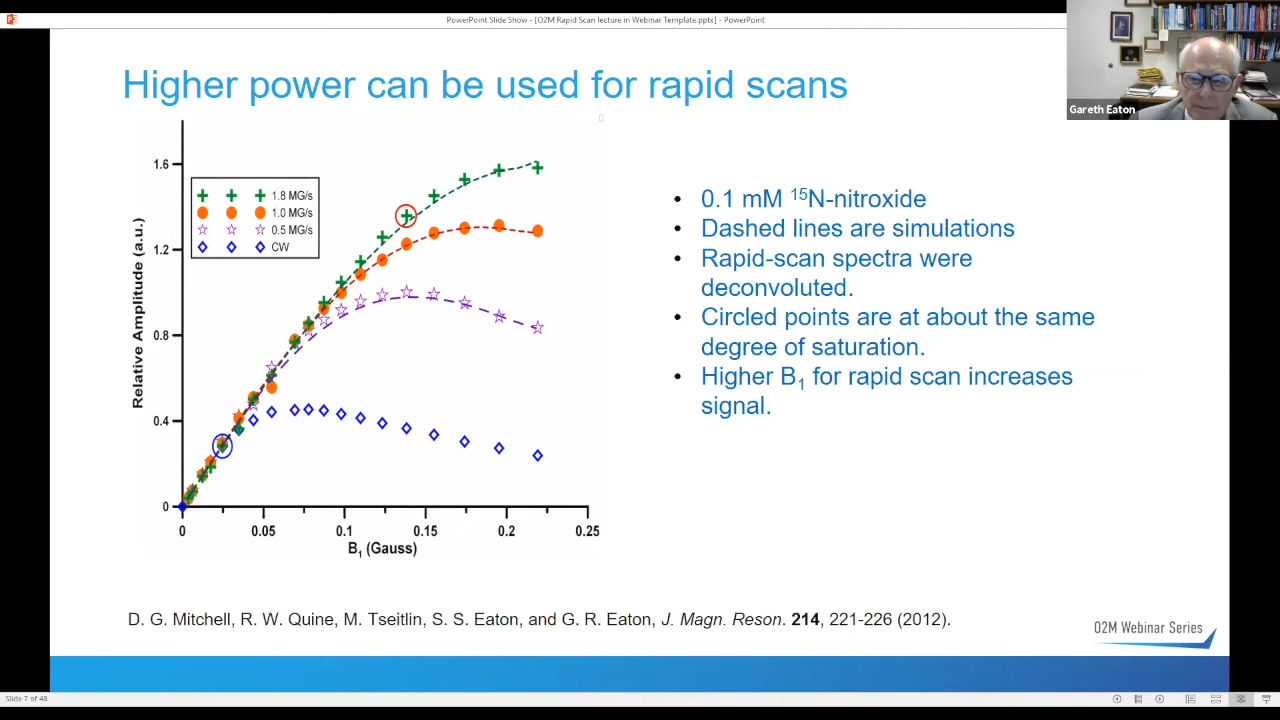 PowerPoint Slide Show - [O2M Rapid Scan lecture in Webinar Template.pptx] - PowerPoint
Gareth Eaton
Higher power can be used for rapid scans
Relative Amplitude (a.u.)
1.6
1.2
0.8
0.4
0
1.8 MG/s
1.0 MG/s
0.5 MG/s
CW
0 0.05 0.1 0.15 0.2 0.25
B₁ (Gauss)
• 0.1 mM ¹⁵N-nitroxide
• Dashed lines are simulations
• Rapid-scan spectra were
deconvoluted.
• Circled points are at about the same
degree of saturation.
• Higher B₁ for rapid scan increases
signal.
D. G. Mitchell, R. W. Quine, M. Tseitlin, S. S. Eaton, and G. R. Eaton, J. Magn. Reson. 214, 221-226 (2012).
O2M Webinar Series
Slide 7 of 48